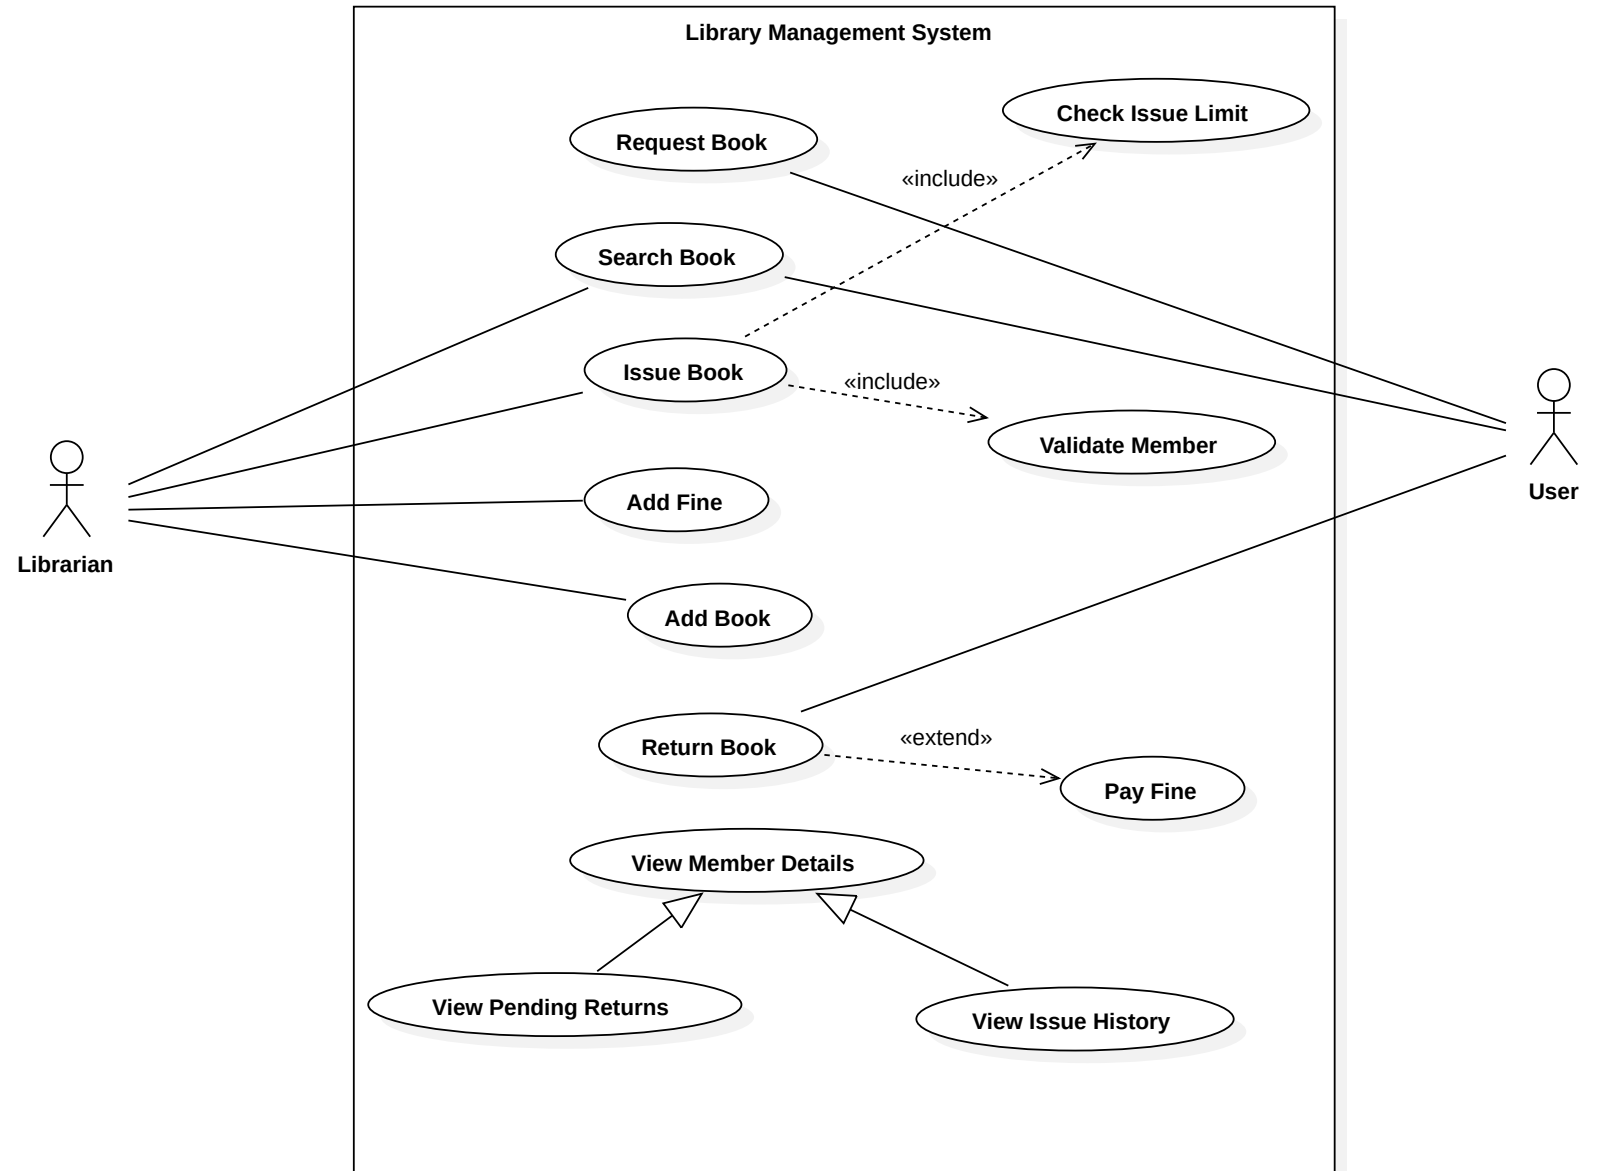 Library Management System
Check Issue Limit
Request Book
«include»
Search Book
Issue Book
«include»
Validate Member
Add Fine
User
Librarian
Add Book
Return Book
«extend»
Pay Fine
View Member Details
View Pending Returns
View Issue History